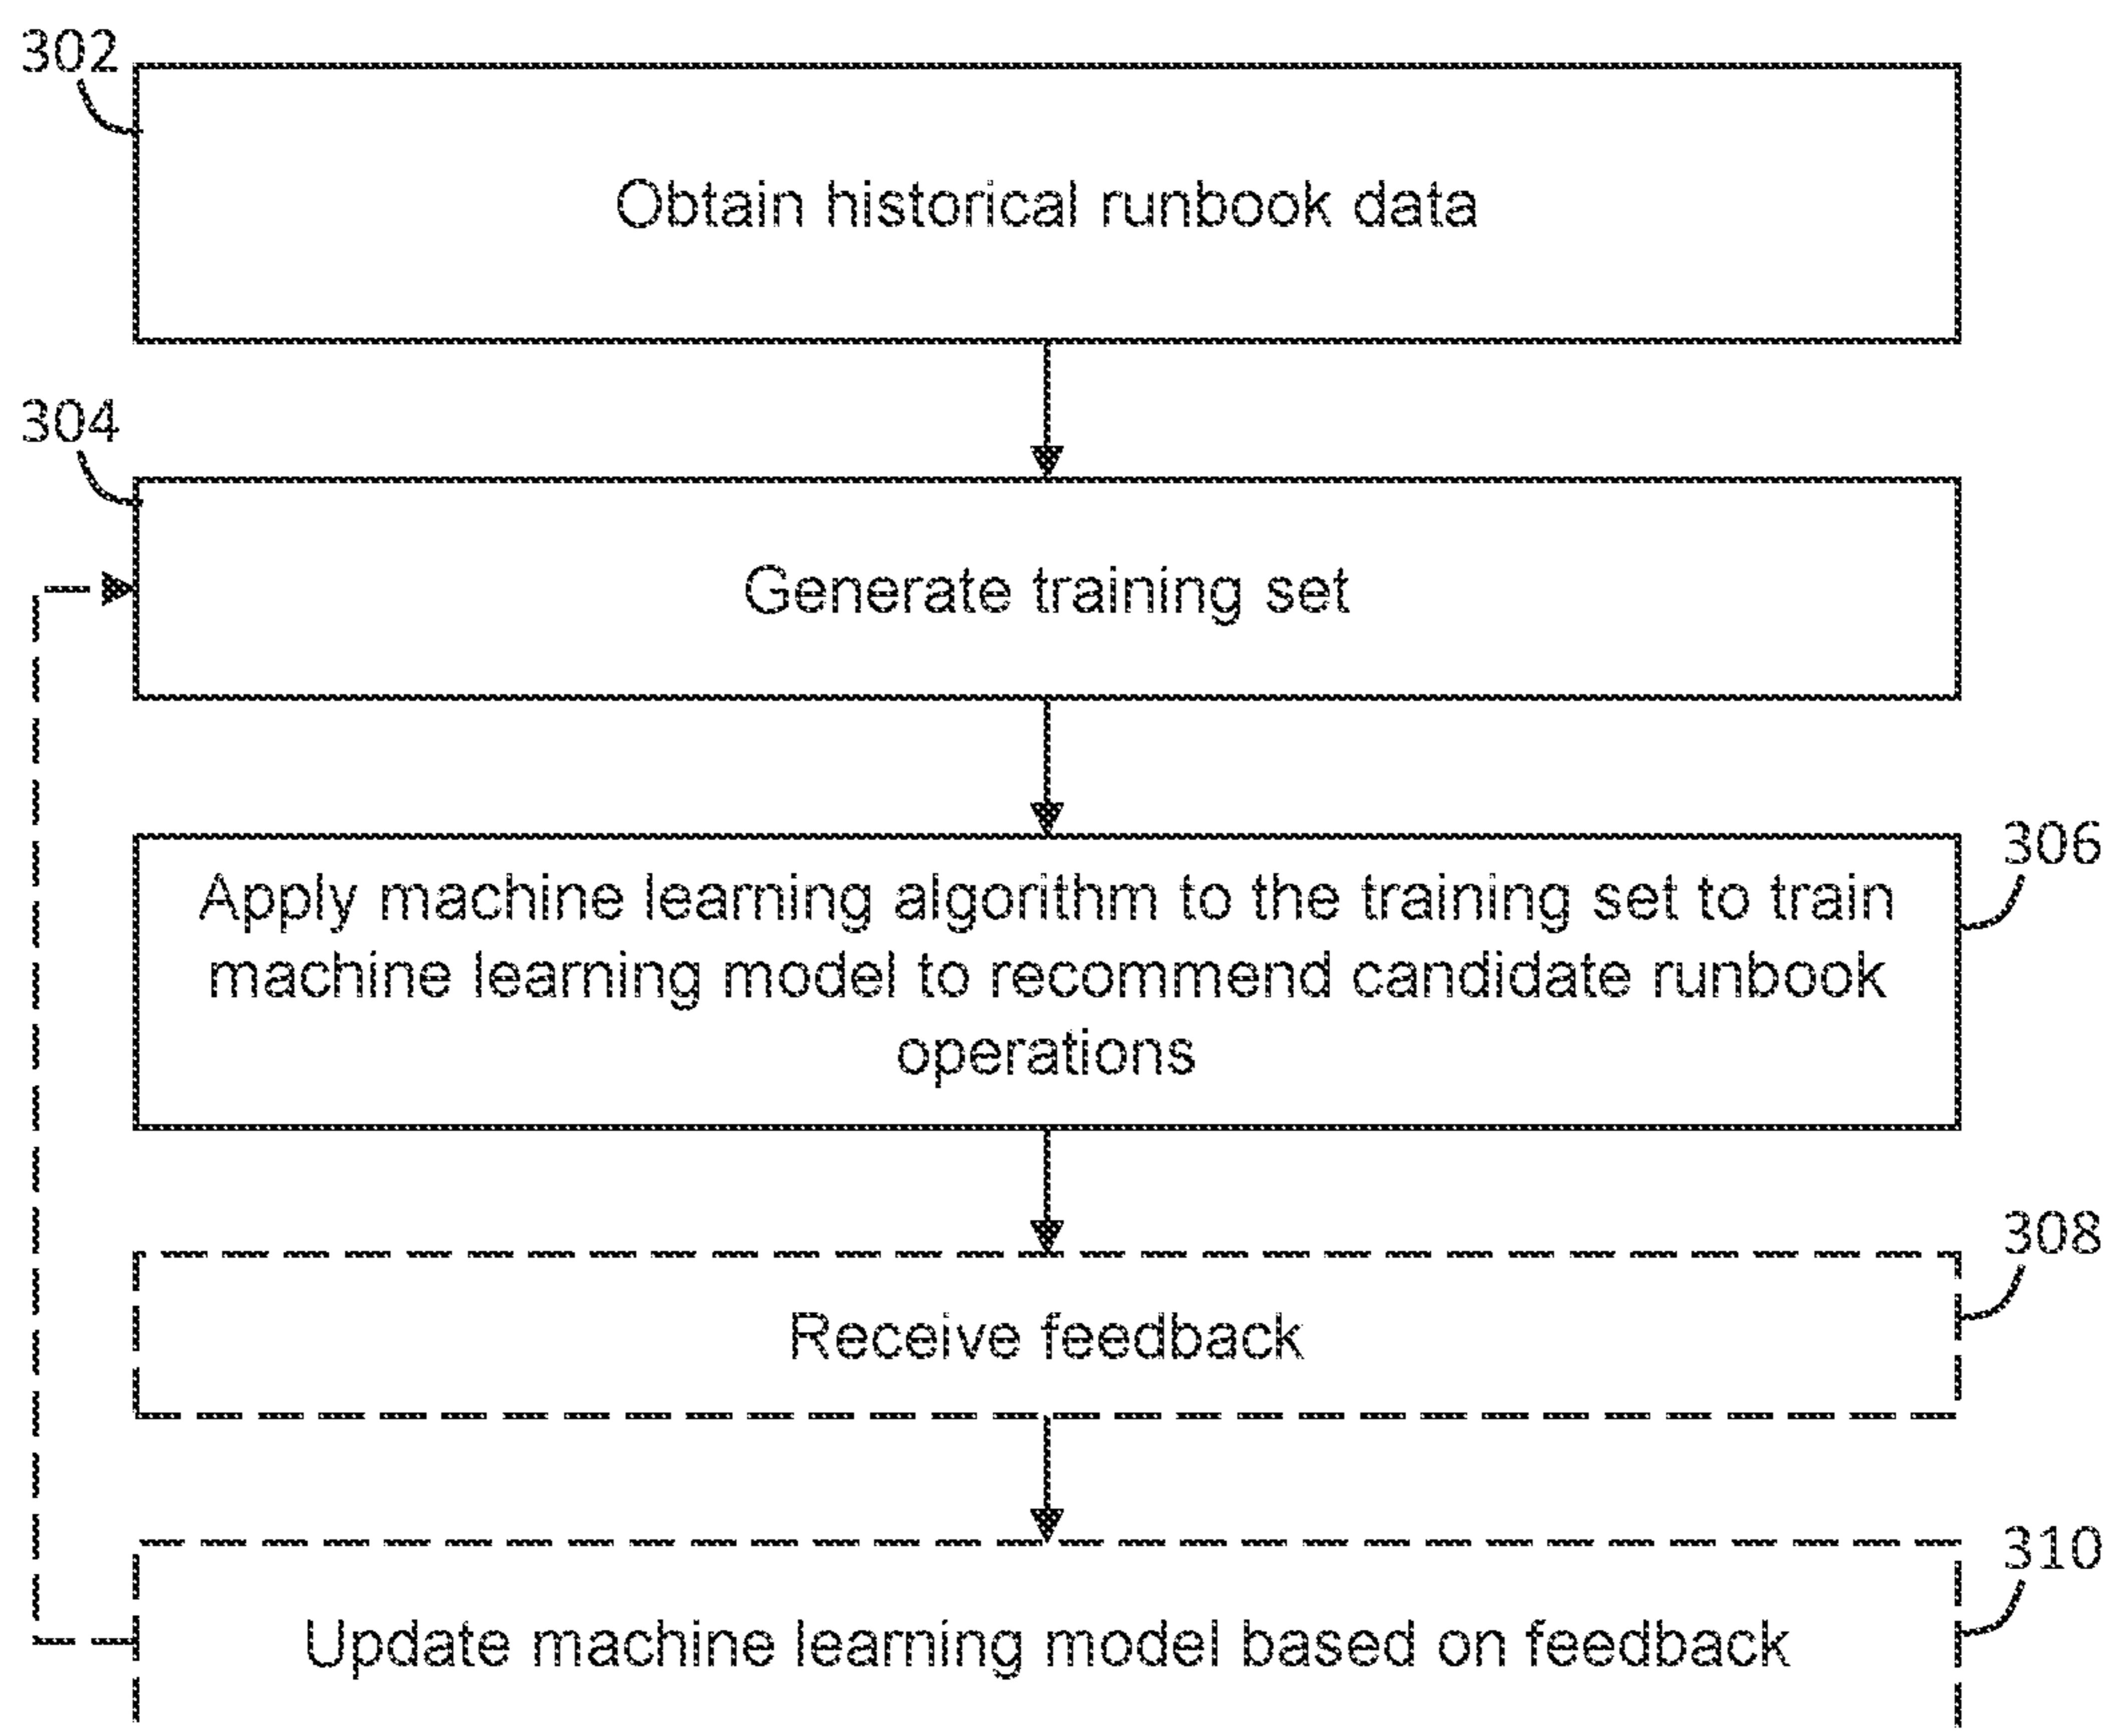 302
Obtain historical runbook data
304
Generate training set
306
Apply machine learning algorithm to the training set to train
machine learning model to recommend candidate runbook
operations
308
Receive feedback
310
Update machine learning model based on feedback